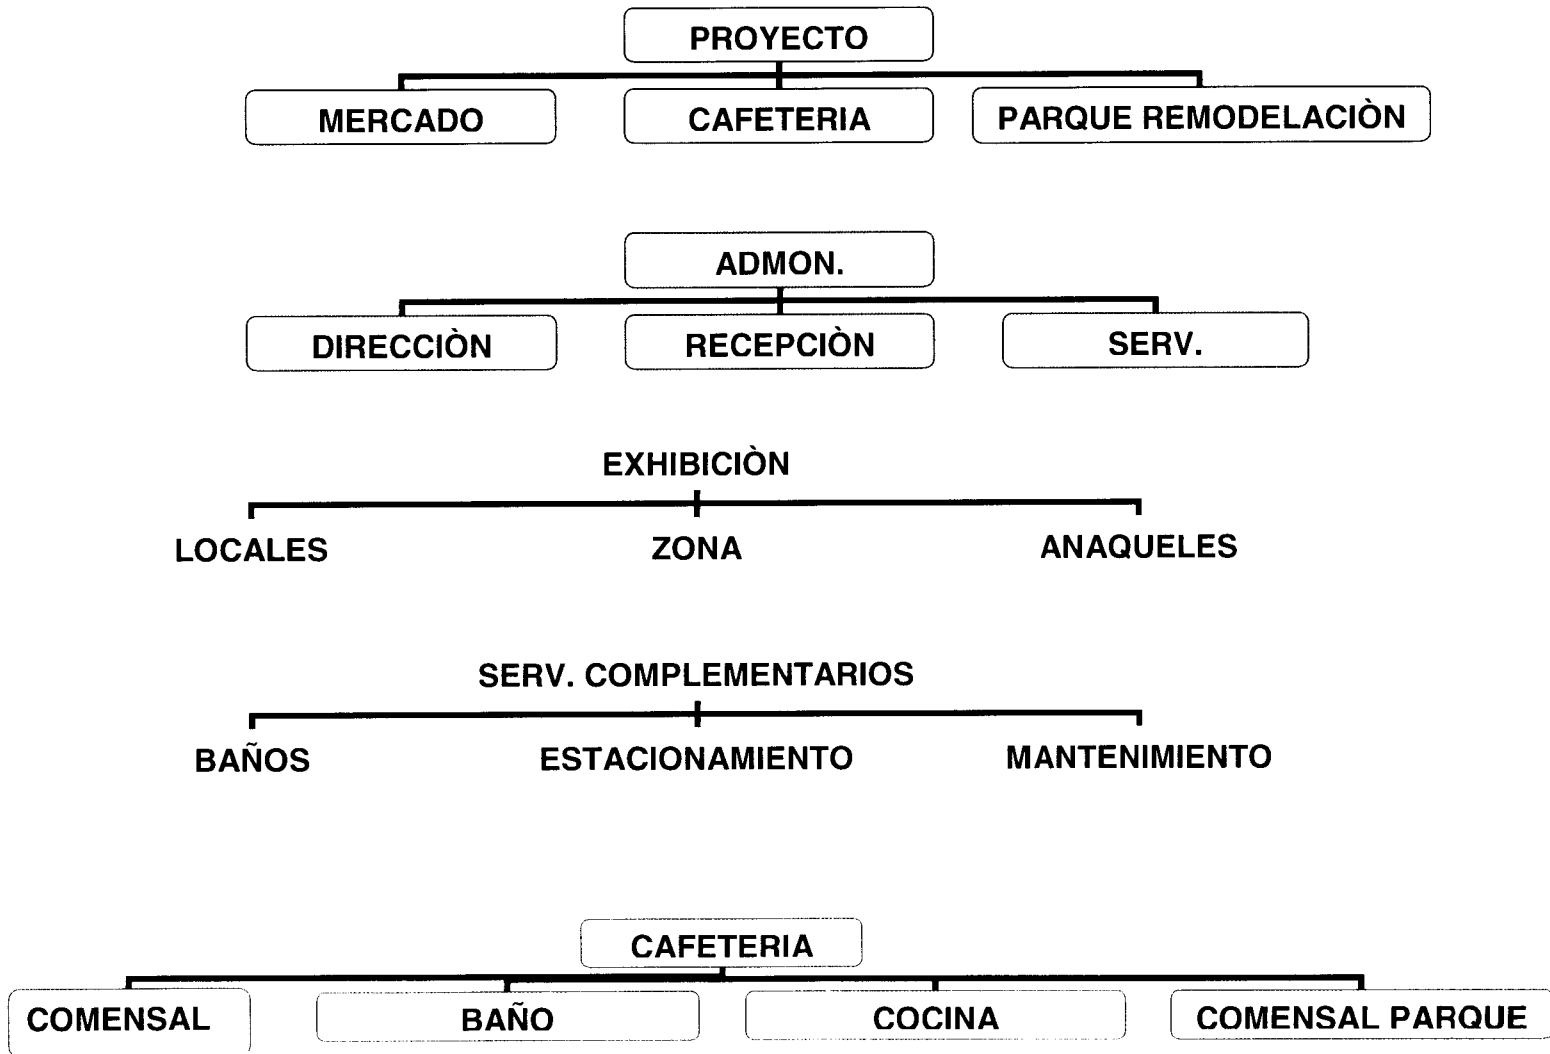 PROYECTO
MERCADO CAFETERIA PARQUE REMODELACIÒN
ADMON.
DIRECCIÒN RECEPCIÒN SERV.
EXHIBICIÒN
LOCALES ZONA ANAQUELES
SERV. COMPLEMENTARIOS
BAÑOS ESTACIONAMIENTO MANTENIMIENTO
CAFETERIA
COMENSAL BAÑO COCINA COMENSAL PARQUE